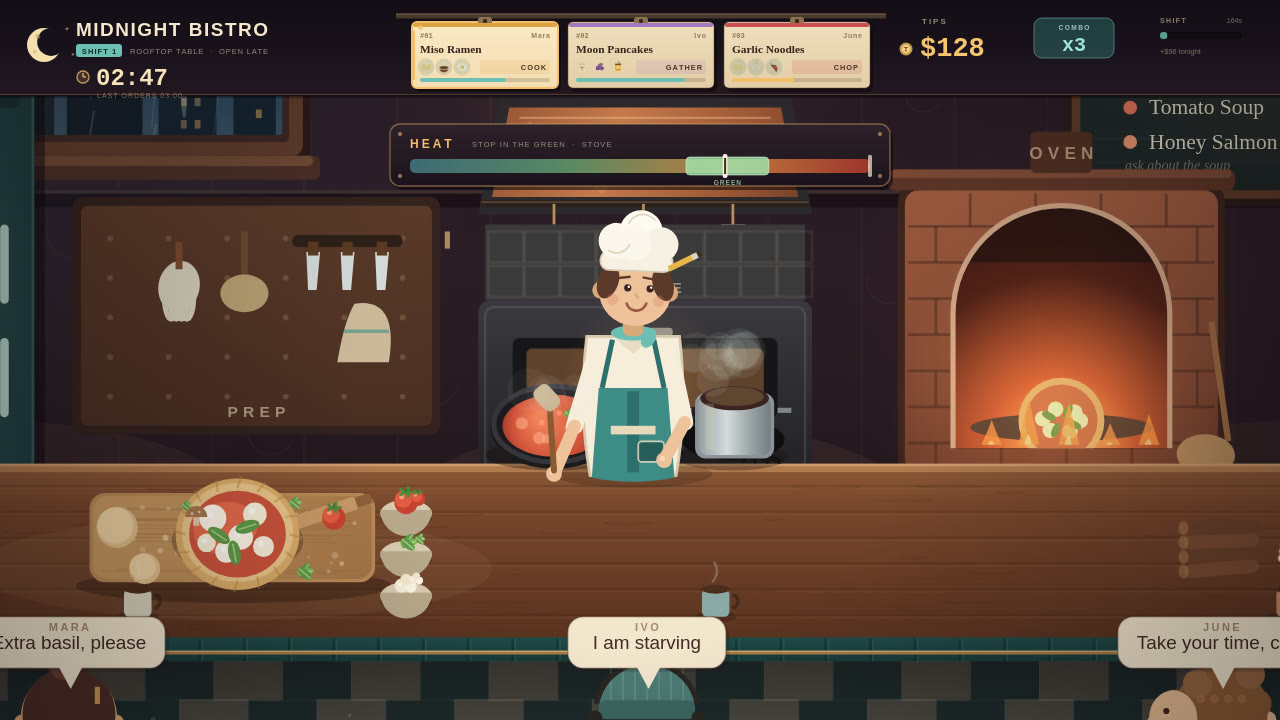 MIDNIGHT BISTRO
SHIFT 1 ROOFTOP TABLE · OPEN LATE
02:47
LAST ORDERS 03:00
#01 Mara
Miso Ramen
COOK
#02 Ivo
Moon Pancakes
GATHER
#03 June
Garlic Noodles
CHOP
TIPS
$128
COMBO
x3
SHIFT 164s
+$96 tonight
HEAT STOP IN THE GREEN · STOVE
GREEN
Tomato Soup
Honey Salmon
ask about the soup
OVEN
PREP
MARA
Extra basil, please
IVO
I am starving
JUNE
Take your time, c